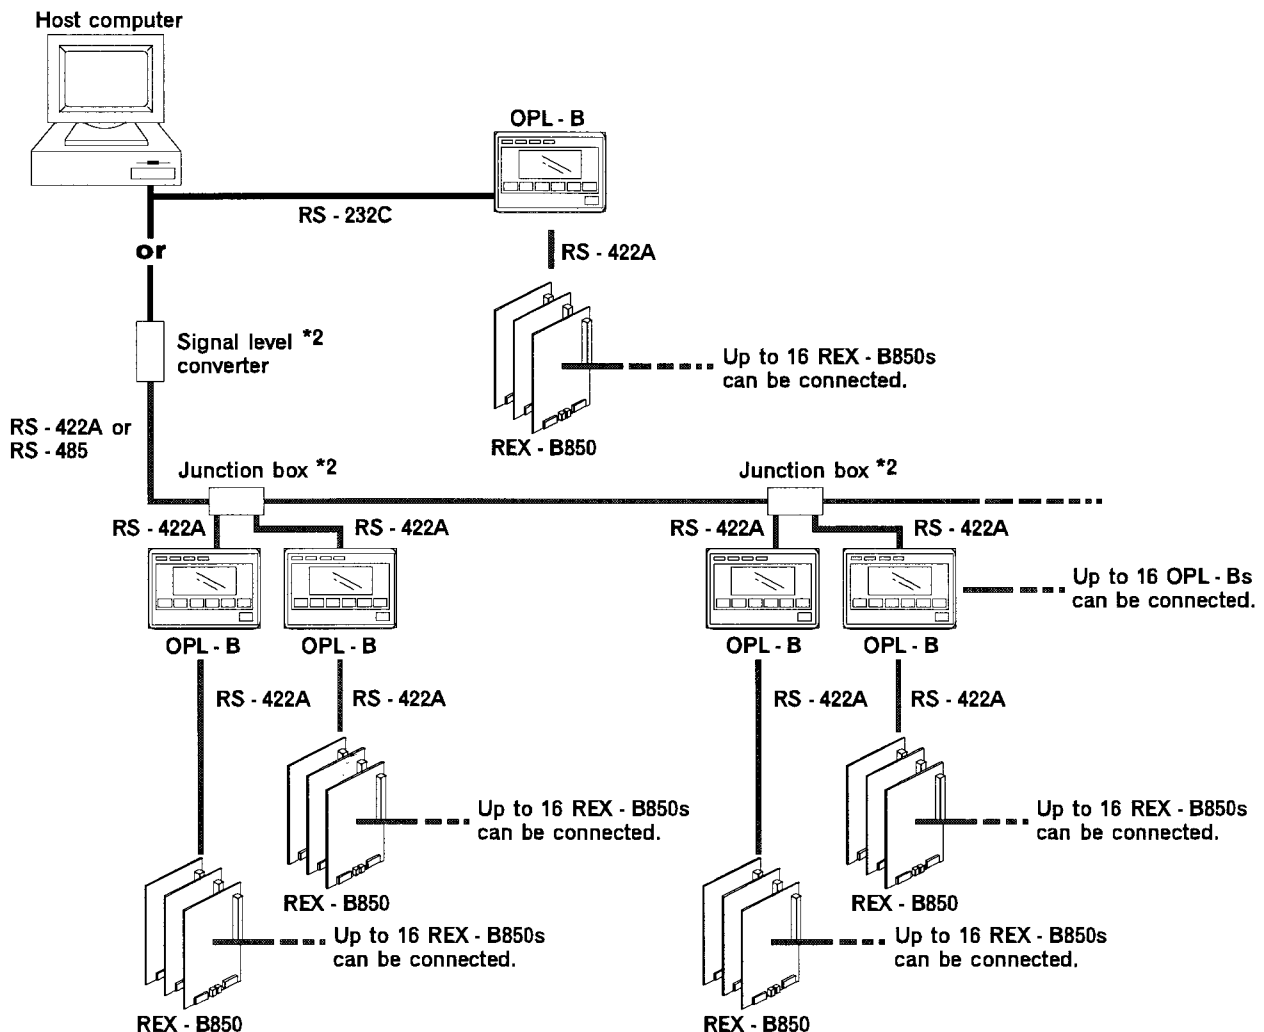 Host computer
OPL - B
RS - 232C
or
RS - 422A
Signal level *2
converter
Up to 16 REX - B850s
can be connected.
RS - 422A or
RS - 485
REX - B850
Junction box *2
Junction box *2
RS - 422A
RS - 422A
RS - 422A
RS - 422A
Up to 16 OPL - Bs
can be connected.
OPL - B
OPL - B
OPL - B
OPL - B
RS - 422A
RS - 422A
RS - 422A
RS - 422A
Up to 16 REX - B850s
can be connected.
Up to 16 REX - B850s
can be connected.
REX - B850
REX - B850
Up to 16 REX - B850s
can be connected.
Up to 16 REX - B850s
can be connected.
REX - B850
REX - B850